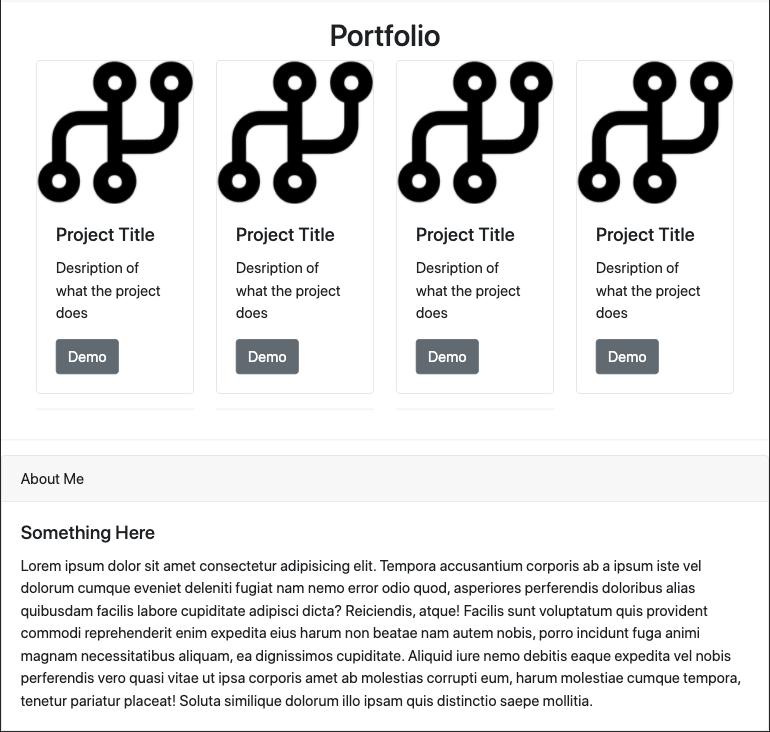 Portfolio
Project Title
Desription of
what the project
does
Demo
Project Title
Desription of
what the project
does
Demo
Project Title
Desription of
what the project
does
Demo
Project Title
Desription of
what the project
does
Demo
About Me
Something Here
Lorem ipsum dolor sit amet consectetur adipisicing elit. Tempora accusantium corporis ab a ipsum iste vel
dolorum cumque eveniet deleniti fugiat nam nemo error odio quod, asperiores perferendis doloribus alias
quibusdam facilis labore cupiditate adipisci dicta? Reiciendis, atque! Facilis sunt voluptatum quis provident
commodi reprehenderit enim expedita eius harum non beatae nam autem nobis, porro incidunt fuga animi
magnam necessitatibus aliquam, ea dignissimos cupiditate. Aliquid iure nemo debitis eaque expedita vel nobis
perferendis vero quasi vitae ut ipsa corporis amet ab molestias corrupti eum, harum molestiae cumque tempora,
tenetur pariatur placeat! Soluta similique dolorum illo ipsam quis distinctio saepe mollitia.